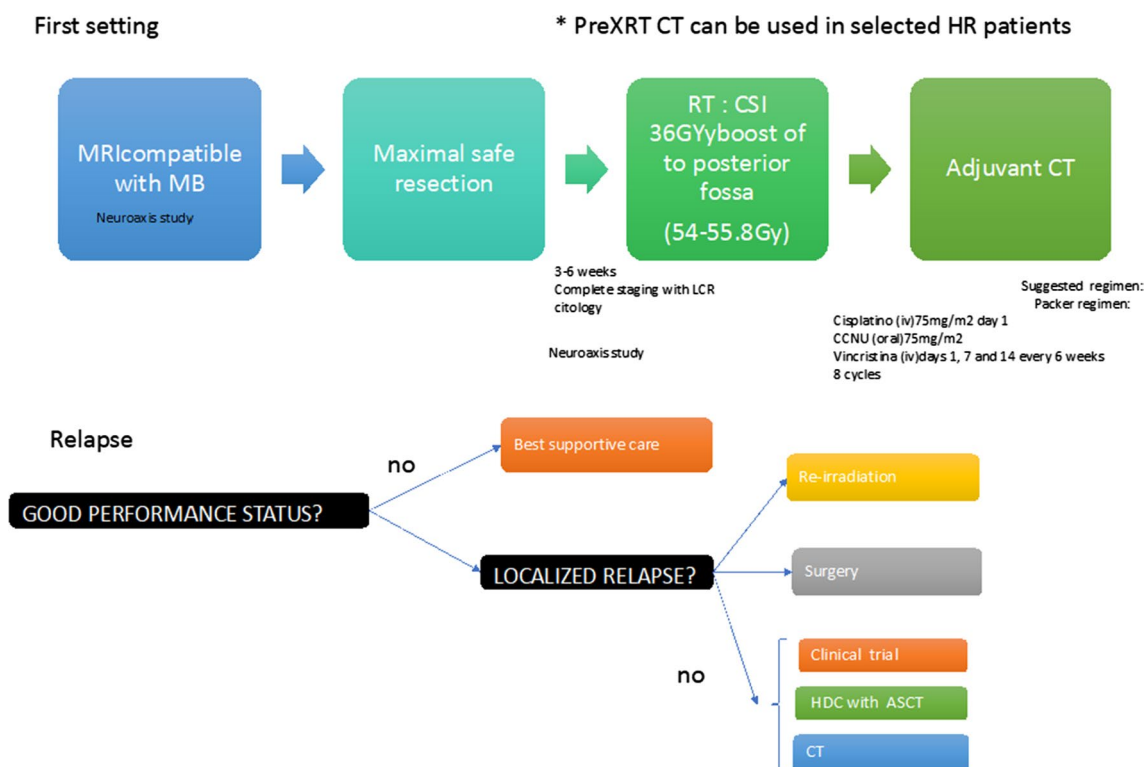 First setting
* PreXRT CT can be used in selected HR patients
MRIcompatible
with MB
Neuroaxis study
Maximal safe
resection
RT : CSI
36GYyboost of
to posterior
fossa
(54-55.8Gy)
Adjuvant CT
3-6 weeks
Complete staging with LCR
citology
Neuroaxis study
Suggested regimen:
Packer regimen:
Cisplatino (iv)75mg/m2 day 1
CCNU (oral)75mg/m2
Vincristina (iv)days 1, 7 and 14 every 6 weeks
8 cycles
Relapse
no
Best supportive care
GOOD PERFORMANCE STATUS?
LOCALIZED RELAPSE?
Re-irradiation
Surgery
no
Clinical trial
HDC with ASCT
CT